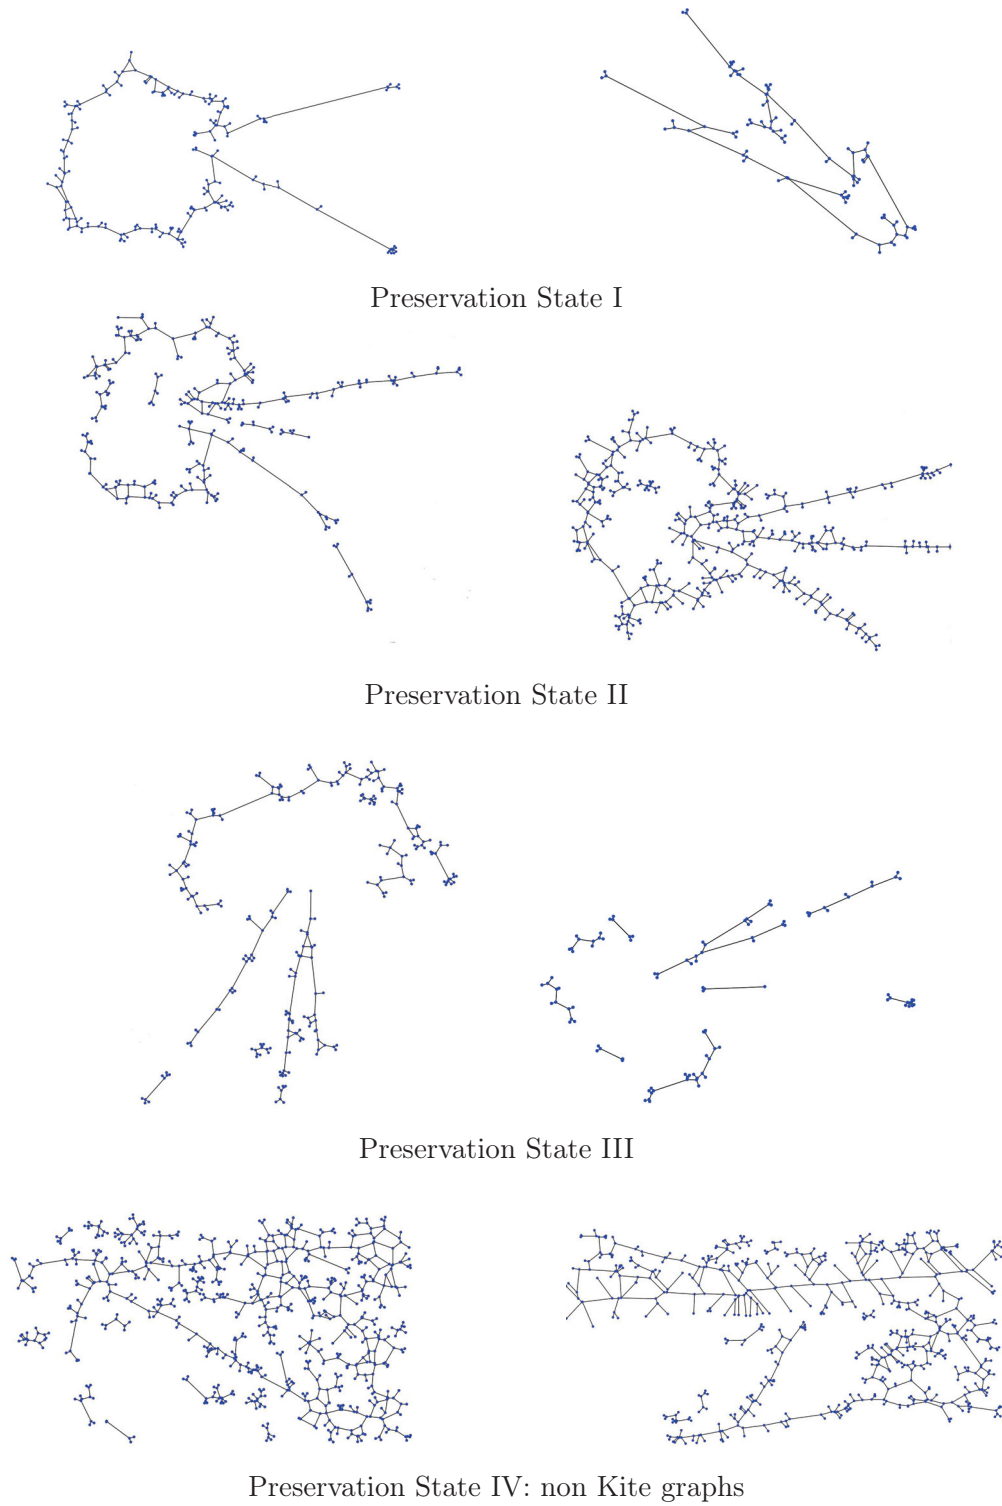 Preservation State I
Preservation State II
Preservation State III
Preservation State IV: non Kite graphs